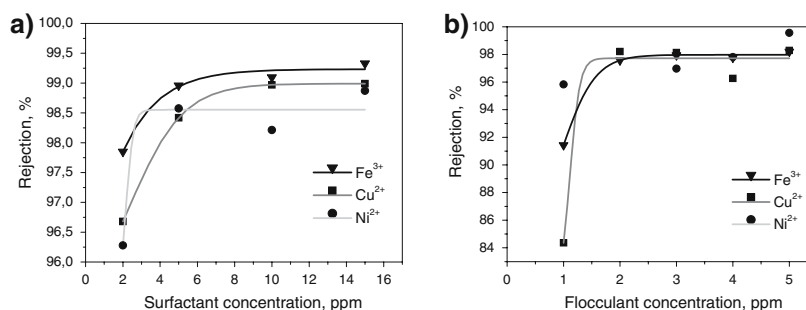 a)
100,0
99,5
99,0
98,5
98,0
97,5
97,0
96,5
96,0
0 2 4 6 8 10 12 14 16
Rejection, %
Surfactant concentration, ppm
Fe³⁺
Cu²⁺
Ni²⁺
b)
100
98
96
94
92
90
88
86
84
0 1 2 3 4 5
Rejection, %
Flocculant concentration, ppm
Fe³⁺
Cu²⁺
Ni²⁺